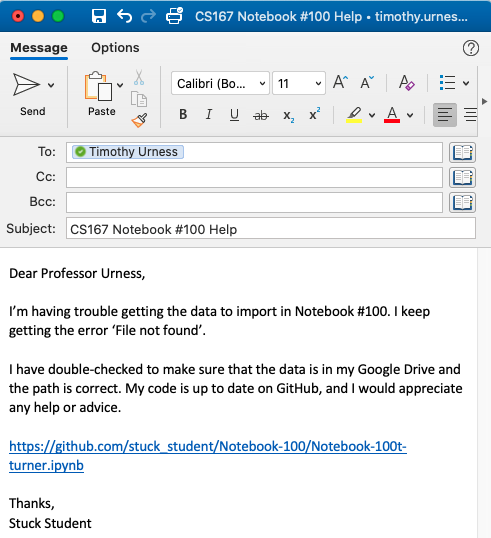 CS167 Notebook #100 Help • timothy.urnes...
Message Options
Send Paste Calibri (Bo... 11 A A A
B I U ab x₂ x² A
To: Timothy Urness
Cc:
Bcc:
Subject: CS167 Notebook #100 Help
Dear Professor Urness,
I’m having trouble getting the data to import in Notebook #100. I keep
getting the error ‘File not found’.
I have double-checked to make sure that the data is in my Google Drive and
the path is correct. My code is up to date on GitHub, and I would appreciate
any help or advice.
https://github.com/stuck_student/Notebook-100/Notebook-100t-
turner.ipynb
Thanks,
Stuck Student